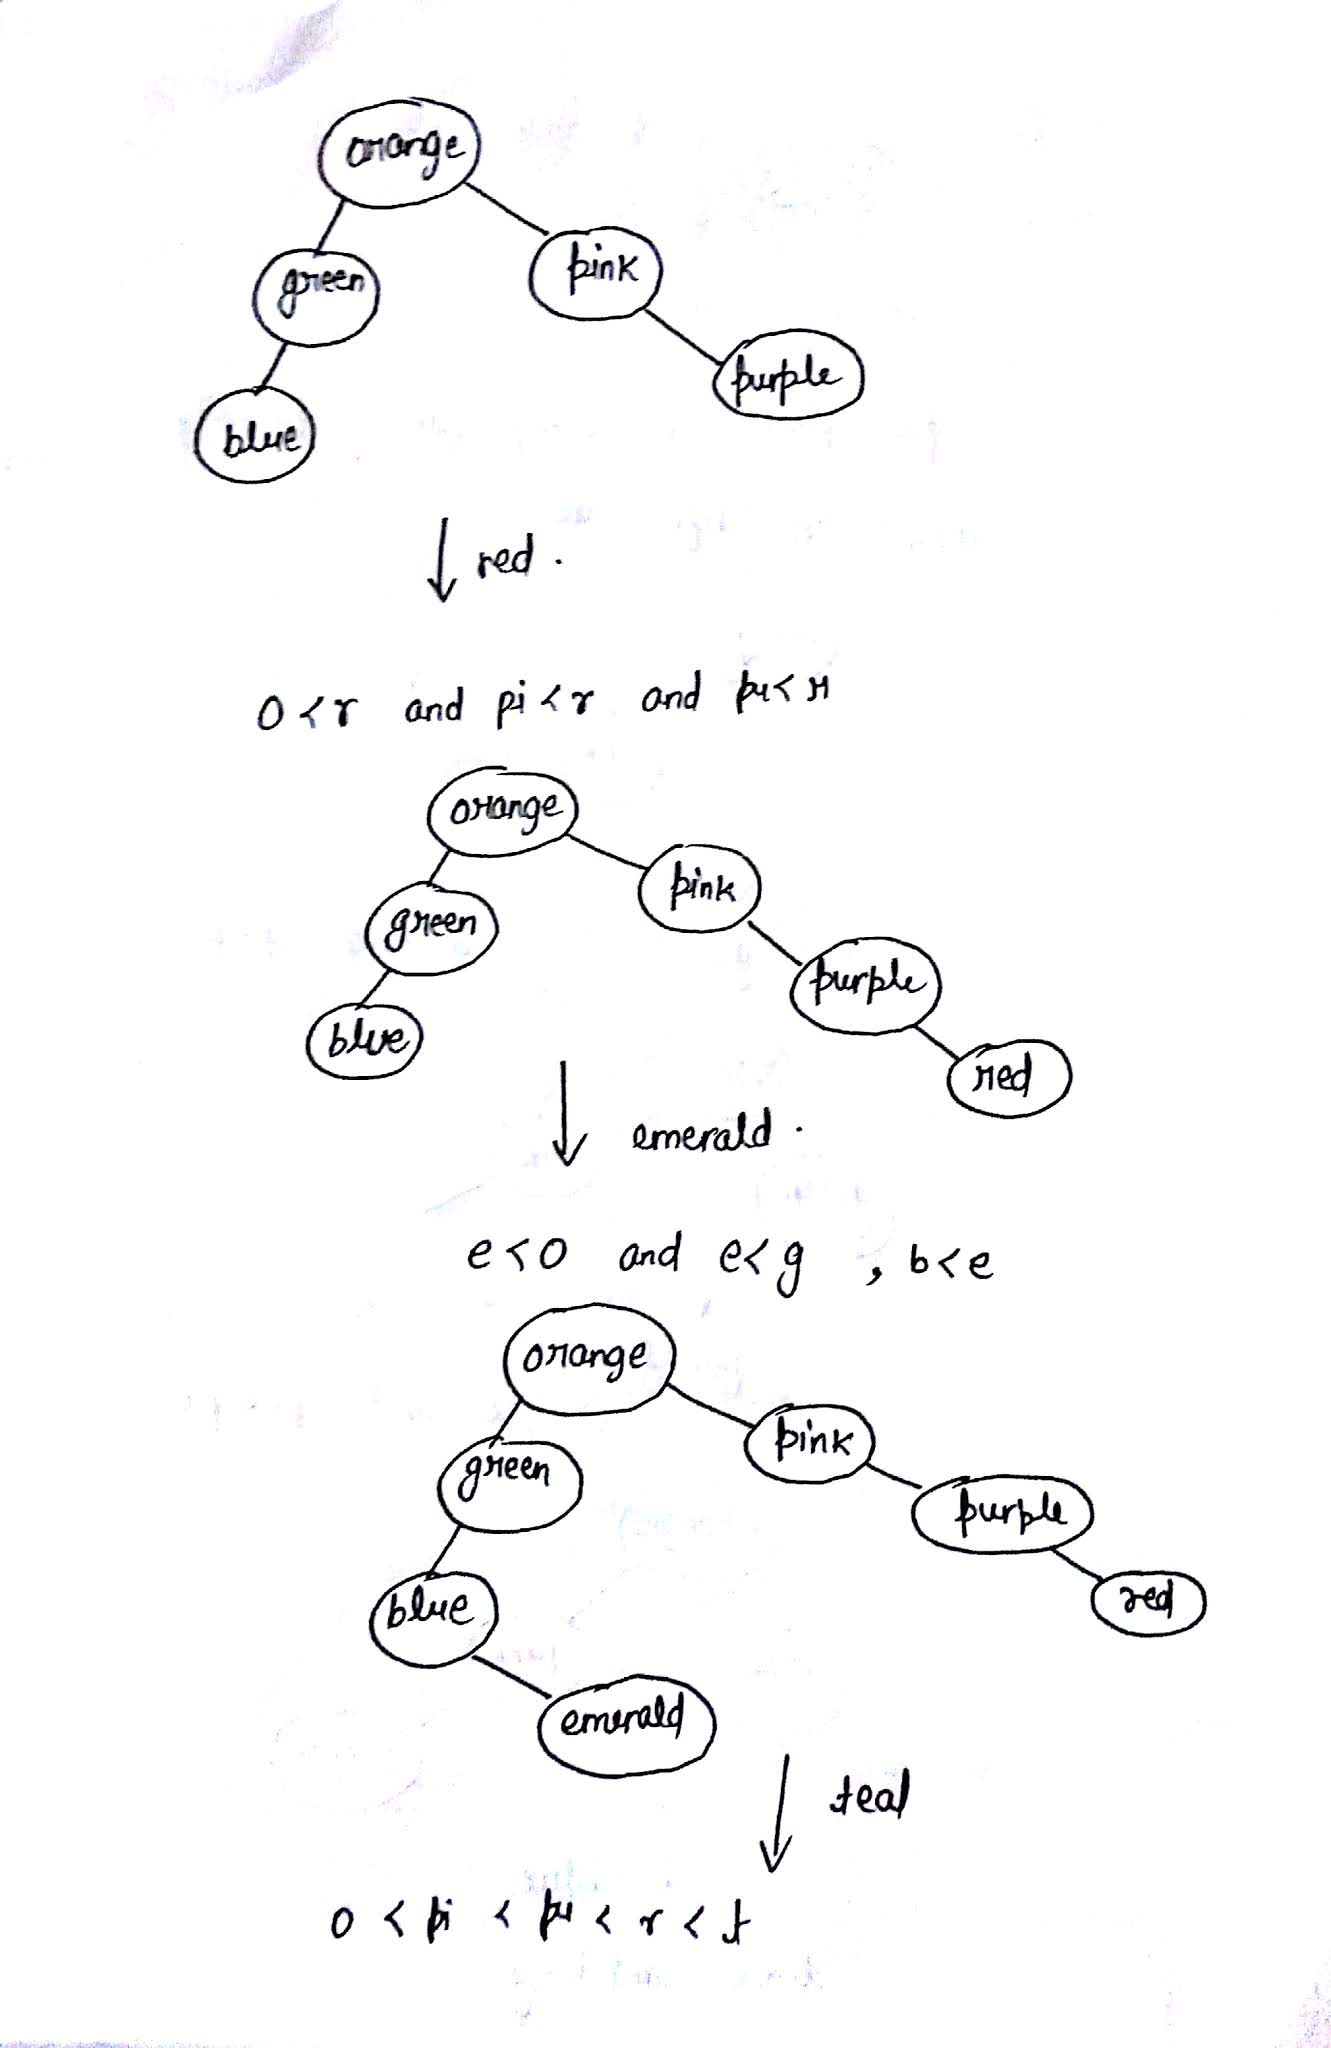 orange
green pink
blue purple
red.
o<r and pi<r and pu<r
orange
green pink
blue purple
red
emerald.
e<o and e<g , b<e
orange
green pink
blue purple
red
emerald
teal
o < pi < pu < r < t